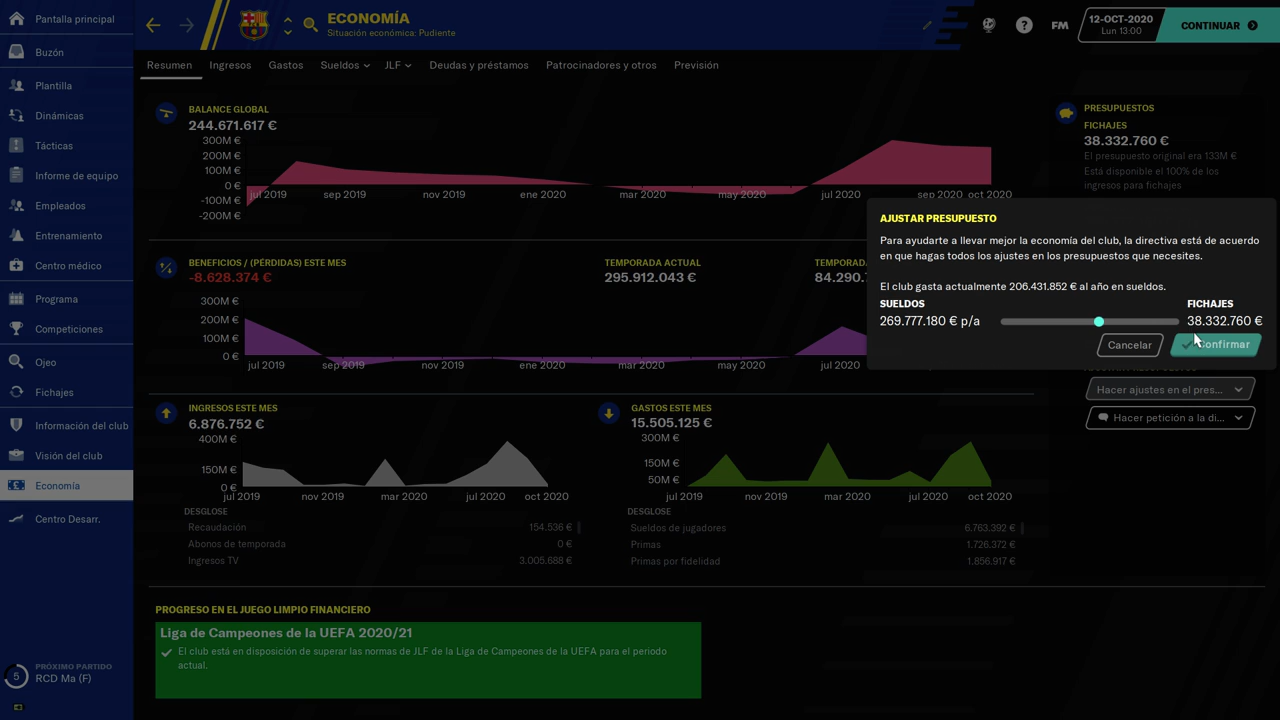 Pantalla principal
Buzón
Plantilla
Dinámicas
Tácticas
Informe de equipo
Empleados
Entrenamiento
Centro médico
Programa
Competiciones
Ojeo
Fichajes
Información del club
Visión del club
Economía
Centro Desarr.
5
PRÓXIMO PARTIDO
RCD Ma (F)
ECONOMÍA
Situación económica: Pudiente
?
FM
12-OCT-2020
Lun 13:00
CONTINUAR
Resumen
Ingresos
Gastos
Sueldos
JLF
Deudas y préstamos
Patrocinadores y otros
Previsión
BALANCE GLOBAL
244.671.617 €
300M €
200M €
100M €
0 €
-100M €
-200M €
jul 2019
sep 2019
nov 2019
ene 2020
mar 2020
may 2020
jul 2020
sep 2020
oct 2020
PRESUPUESTOS
FICHAJES
38.332.760 €
El presupuesto original era 133M €
Está disponible el 100% de los
ingresos para fichajes
AJUSTAR PRESUPUESTO
Para ayudarte a llevar mejor la economía del club, la directiva está de acuerdo
en que hagas todos los ajustes en los presupuestos que necesites.
El club gasta actualmente 206.431.852 € al año en sueldos.
SUELDOS
FICHAJES
269.777.180 € p/a
38.332.760 €
Cancelar
Confirmar
Hacer ajustes en el pres...
Hacer petición a la di...
BENEFICIOS / (PÉRDIDAS) ESTE MES
-8.628.374 €
TEMPORADA ACTUAL
295.912.043 €
TEMPORAD
84.290.7
300M €
200M €
100M €
0 €
jul 2019
sep 2019
nov 2019
ene 2020
mar 2020
may 2020
jul 2020
INGRESOS ESTE MES
6.876.752 €
400M €
150M €
0 €
jul 2019
nov 2019
mar 2020
jul 2020
oct 2020
DESGLOSE
Recaudación
154.536 €
Abonos de temporada
0 €
Ingresos TV
3.005.688 €
GASTOS ESTE MES
15.505.125 €
300M €
150M €
50M €
jul 2019
nov 2019
mar 2020
jul 2020
oct 2020
DESGLOSE
Sueldos de jugadores
6.763.392 €
Primas
1.726.372 €
Primas por fidelidad
1.856.917 €
PROGRESO EN EL JUEGO LIMPIO FINANCIERO
Liga de Campeones de la UEFA 2020/21
El club está en disposición de superar las normas de JLF de la Liga de Campeones de la UEFA para el periodo
actual.